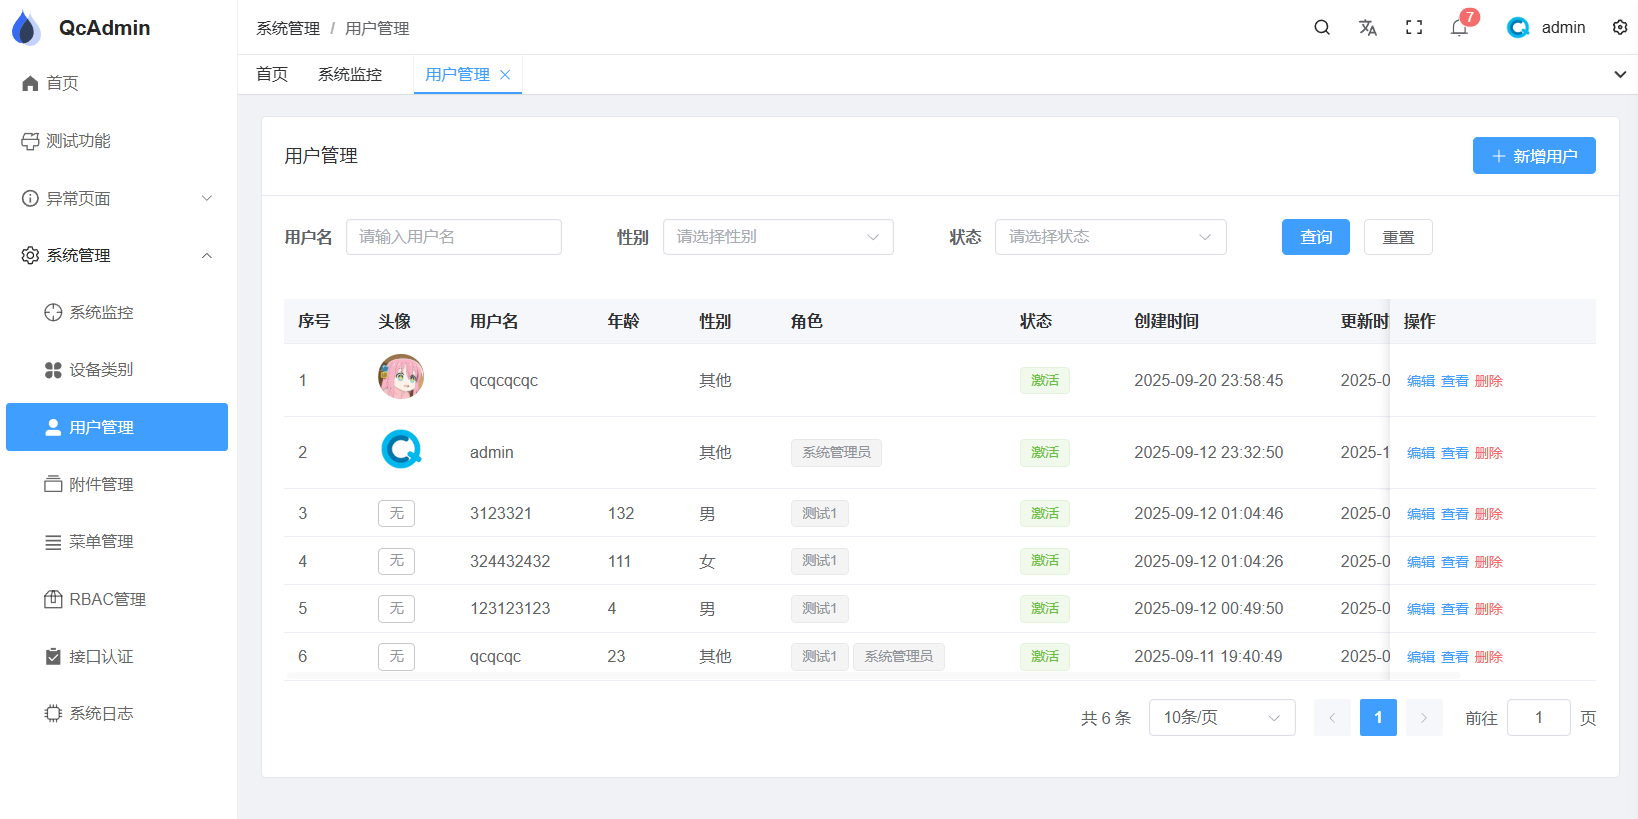 QcAdmin
首页
测试功能
异常页面
系统管理
系统监控
设备类别
用户管理
附件管理
菜单管理
RBAC管理
接口认证
系统日志
系统管理 / 用户管理
7
admin
首页 系统监控 用户管理
用户管理
新增用户
用户名 请输入用户名 性别 请选择性别 状态 请选择状态 查询 重置
序号 头像 用户名 年龄 性别 角色 状态 创建时间 更新时 操作
1 qcqcqcqc 其他 激活 2025-09-20 23:58:45 2025-0 编辑 查看 删除
2 admin 其他 系统管理员 激活 2025-09-12 23:32:50 2025-1 编辑 查看 删除
3 无 3123321 132 男 测试1 激活 2025-09-12 01:04:46 2025-0 编辑 查看 删除
4 无 324432432 111 女 测试1 激活 2025-09-12 01:04:26 2025-0 编辑 查看 删除
5 无 123123123 4 男 测试1 激活 2025-09-12 00:49:50 2025-0 编辑 查看 删除
6 无 qcqcqc 23 其他 测试1 系统管理员 激活 2025-09-11 19:40:49 2025-0 编辑 查看 删除
共 6 条 10条/页 1 前往 1 页